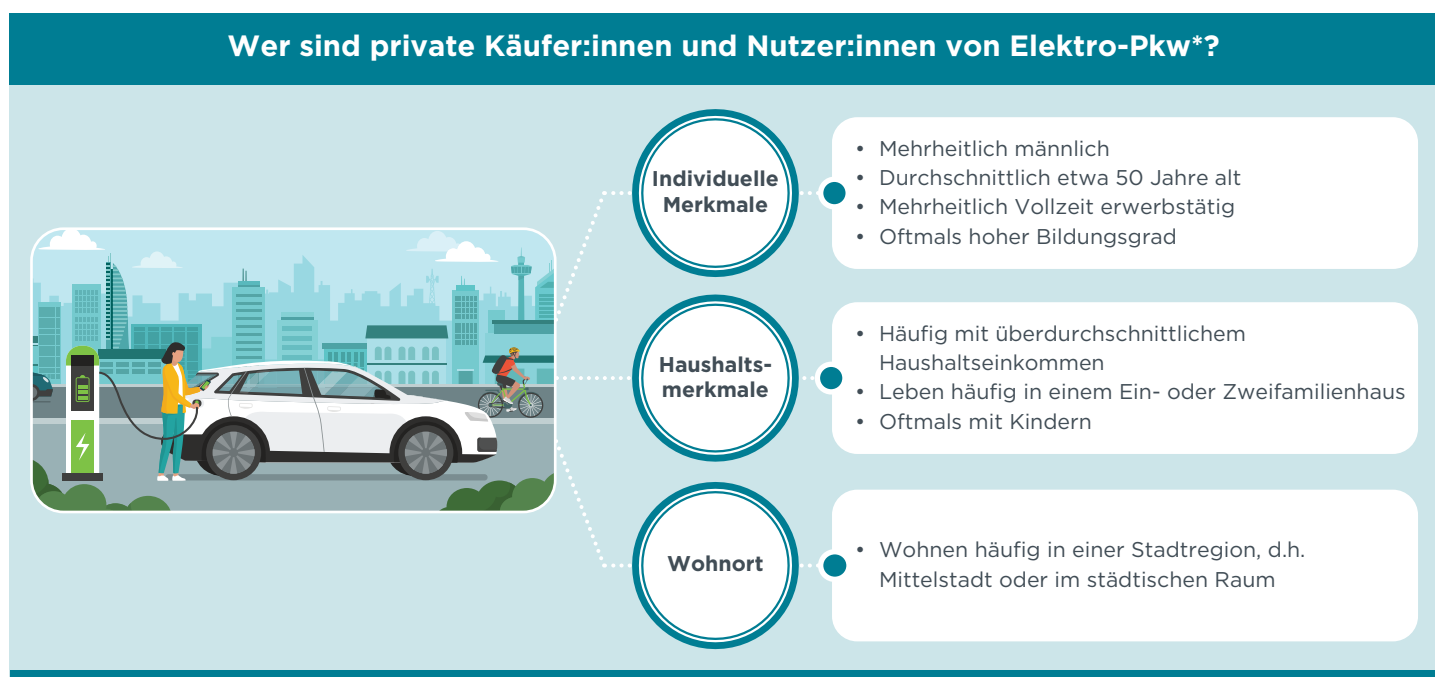 Wer sind private Käufer:innen und Nutzer:innen von Elektro-Pkw*?
Individuelle
Merkmale
• Mehrheitlich männlich
• Durchschnittlich etwa 50 Jahre alt
• Mehrheitlich Vollzeit erwerbstätig
• Oftmals hoher Bildungsgrad
Haushalts-
merkmale
• Häufig mit überdurchschnittlichem
Haushaltseinkommen
• Leben häufig in einem Ein- oder Zweifamilienhaus
• Oftmals mit Kindern
Wohnort
• Wohnen häufig in einer Stadtregion, d.h.
Mittelstadt oder im städtischen Raum